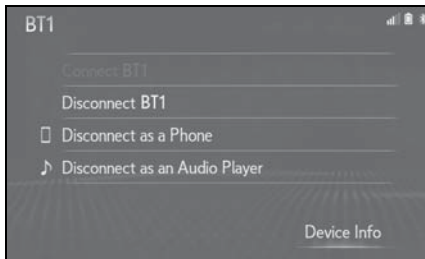 BT1
Connect BT1
Disconnect BT1
Disconnect as a Phone
Disconnect as an Audio Player
Device Info